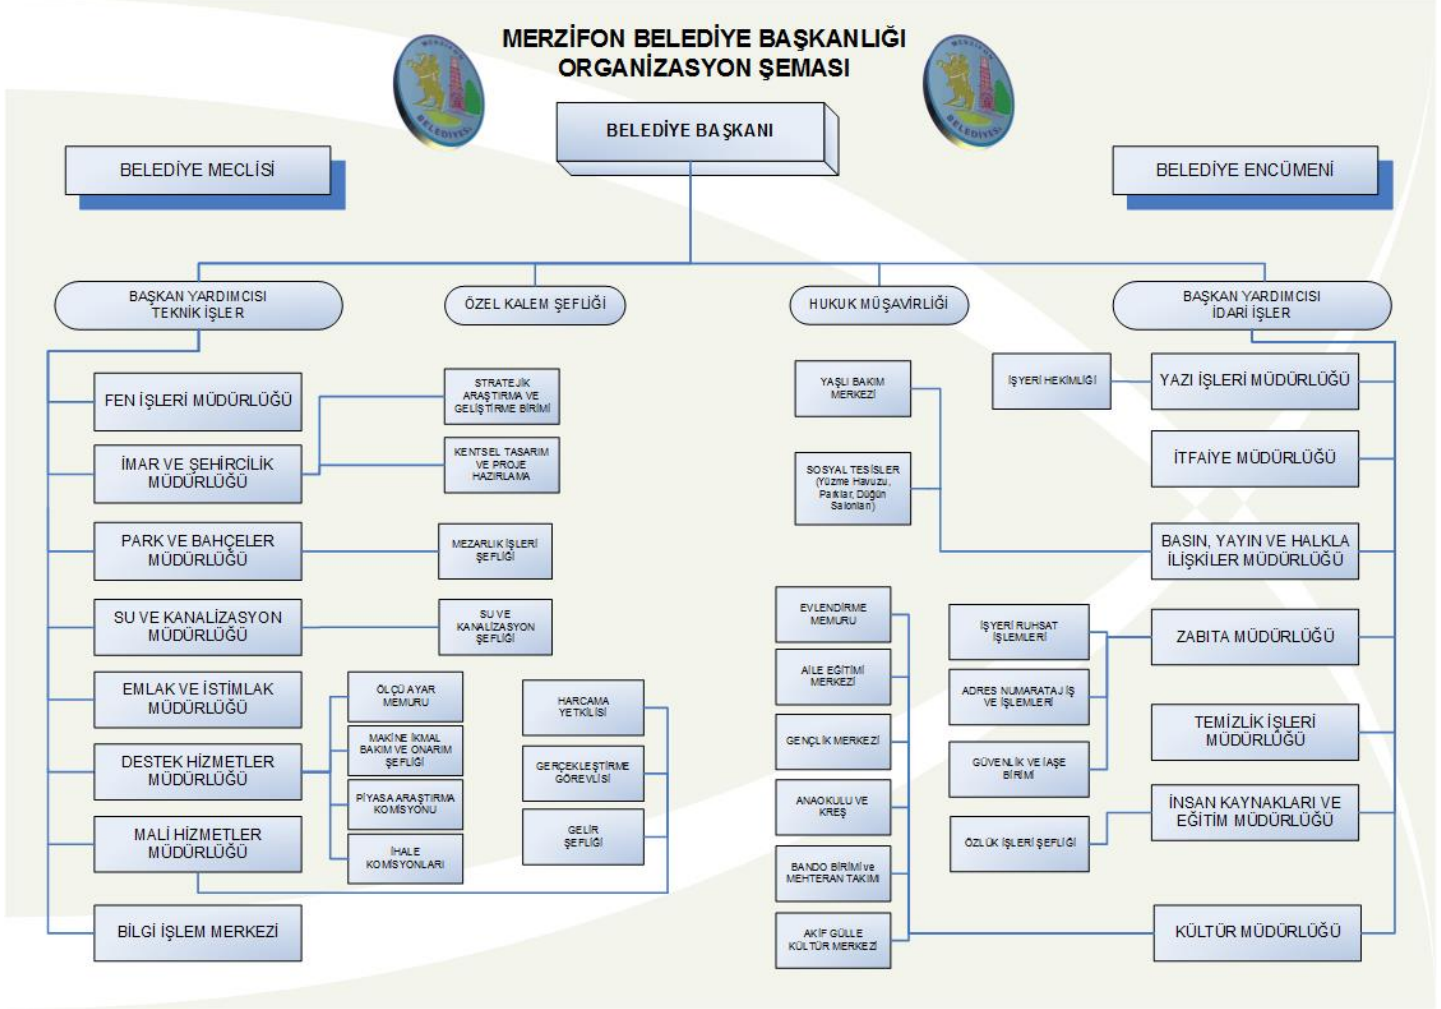 MERZİFON BELEDİYE BAŞKANLIĞI
ORGANİZASYON ŞEMASI
MERZİFON
BELEDİYESİ
MERZİFON
BELEDİYESİ
BELEDİYE BAŞKANI
BELEDİYE MECLİSİ
BELEDİYE ENCÜMENİ
BAŞKAN YARDIMCISI
TEKNİK İŞLER
ÖZEL KALEM ŞEFLİĞİ
HUKUK MÜŞAVİRLİĞİ
BAŞKAN YARDIMCISI
İDARİ İŞLER
FEN İŞLERİ MÜDÜRLÜĞÜ
İMAR VE ŞEHİRCİLİK
MÜDÜRLÜĞÜ
PARK VE BAHÇELER
MÜDÜRLÜĞÜ
SU VE KANALİZASYON
MÜDÜRLÜĞÜ
EMLAK VE İSTİMLAK
MÜDÜRLÜĞÜ
DESTEK HİZMETLER
MÜDÜRLÜĞÜ
MALİ HİZMETLER
MÜDÜRLÜĞÜ
BİLGİ İŞLEM MERKEZİ
STRATEJİK
ARAŞTIRMA VE
GELİŞTİRME BİRİMİ
KENTSEL TASARIM
VE PROJE
HAZIRLAMA
MEZARLIK İŞLERİ
ŞEFLİĞİ
SU VE
KANALİZASYON
ŞEFLİĞİ
ÖLÇÜ AYAR
MEMURU
MAKİNE İKMAL
BAKIM VE ONARIM
ŞEFLİĞİ
PİYASA ARAŞTIRMA
KOMİSYONU
İHALE
KOMİSYONLARI
HARCAMA
YETKİLİSİ
GERÇEKLEŞTİRME
GÖREVLİSİ
GELİR
ŞEFLİĞİ
YAŞLI BAKIM
MERKEZİ
SOSYAL TESİSLER
(Yüzme Havuzu,
Parklar, Düğün
Salonları)
EVLENDİRME
MEMURU
AİLE EĞİTİMİ
MERKEZİ
GENÇLİK MERKEZİ
ANAOKULU VE
KREŞ
BANDO BİRİMİ ve
MEHTERAN TAKIMI
AKİF GÜLLE
KÜLTÜR MERKEZİ
İŞYERİ HEKİMLİĞİ
İŞYERİ RUHSAT
İŞLEMLERİ
ADRES NUMARATAJ İŞ
VE İŞLEMLERİ
GÜVENLİK VE İAŞE
BİRİMİ
ÖZLÜK İŞLERİ ŞEFLİĞİ
YAZI İŞLERİ MÜDÜRLÜĞÜ
İTFAİYE MÜDÜRLÜĞÜ
BASIN, YAYIN VE HALKLA
İLİŞKİLER MÜDÜRLÜĞÜ
ZABITA MÜDÜRLÜĞÜ
TEMİZLİK İŞLERİ
MÜDÜRLÜĞÜ
İNSAN KAYNAKLARI VE
EĞİTİM MÜDÜRLÜĞÜ
KÜLTÜR MÜDÜRLÜĞÜ